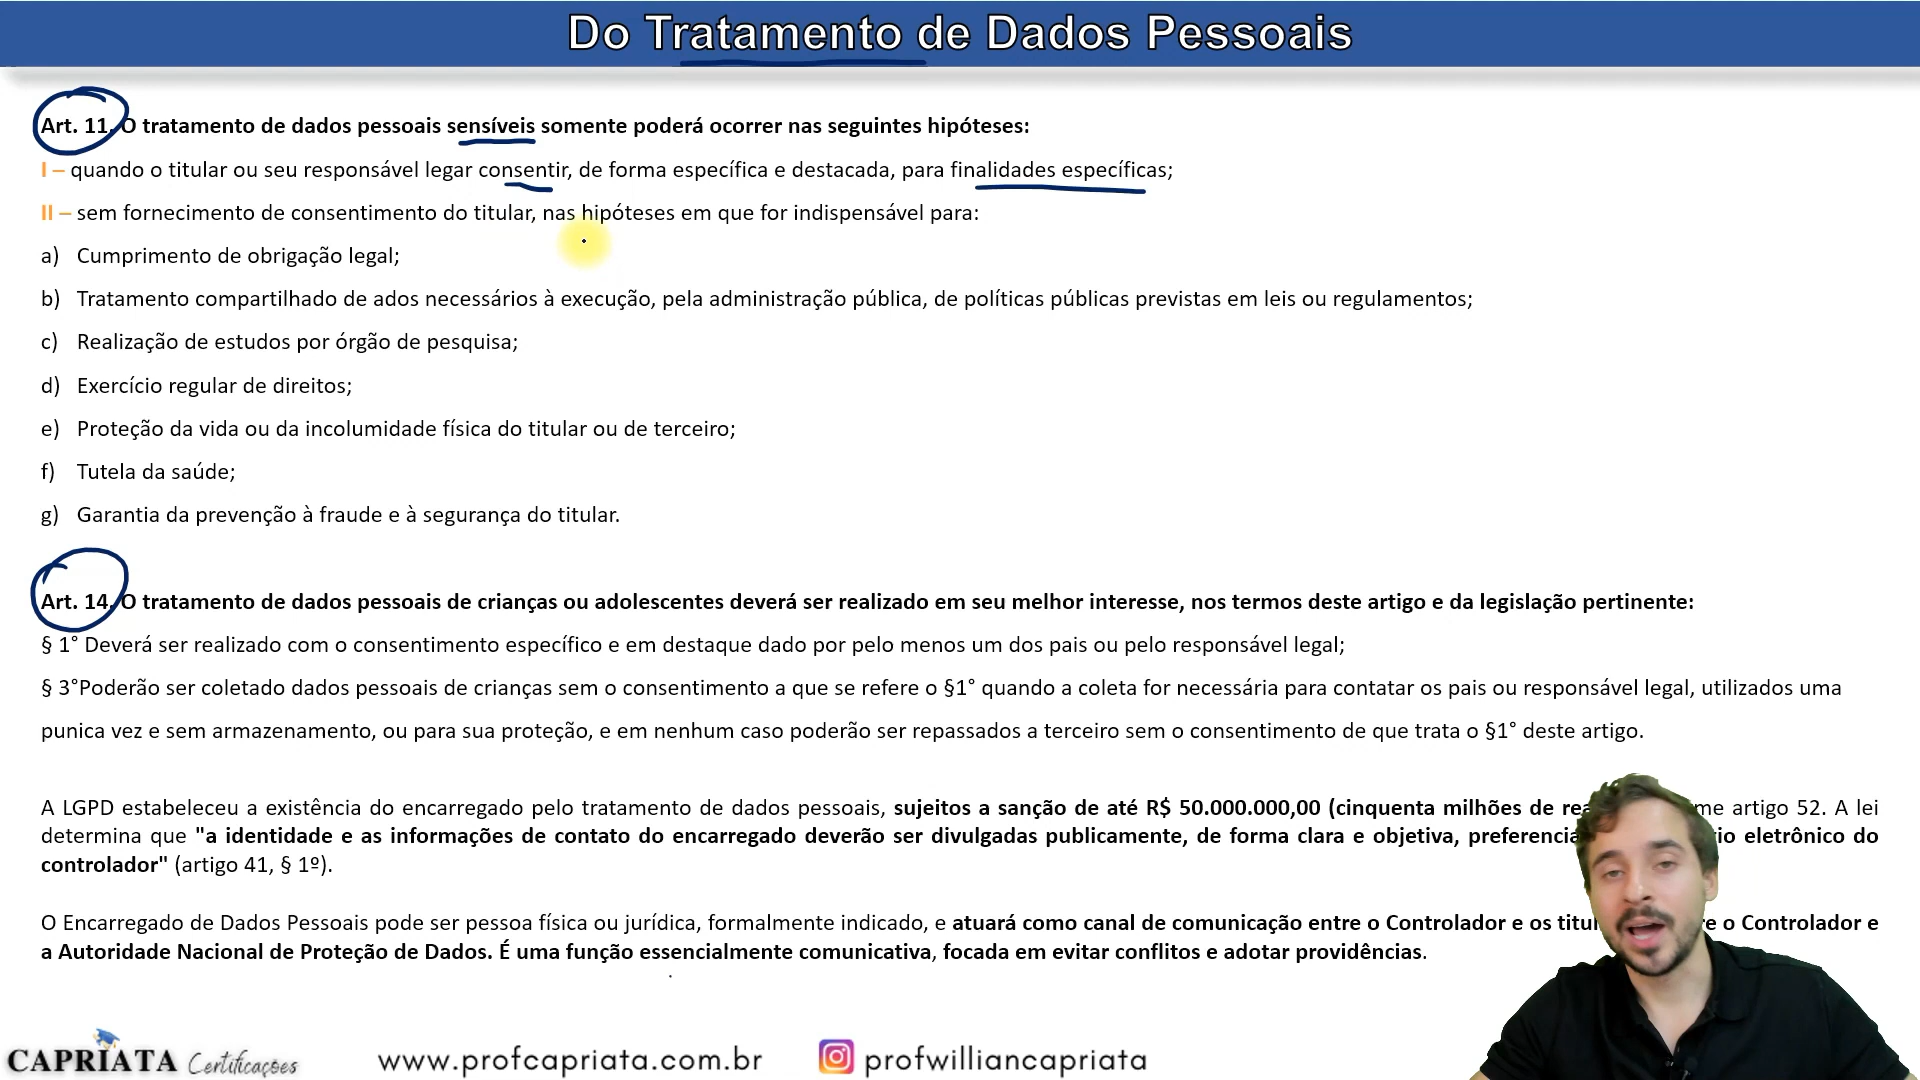 Do Tratamento de Dados Pessoais
Art. 11. O tratamento de dados pessoais sensíveis somente poderá ocorrer nas seguintes hipóteses:
I – quando o titular ou seu responsável legar consentir, de forma específica e destacada, para finalidades específicas;
II – sem fornecimento de consentimento do titular, nas hipóteses em que for indispensável para:
a) Cumprimento de obrigação legal;
b) Tratamento compartilhado de ados necessários à execução, pela administração pública, de políticas públicas previstas em leis ou regulamentos;
c) Realização de estudos por órgão de pesquisa;
d) Exercício regular de direitos;
e) Proteção da vida ou da incolumidade física do titular ou de terceiro;
f) Tutela da saúde;
g) Garantia da prevenção à fraude e à segurança do titular.
Art. 14. O tratamento de dados pessoais de crianças ou adolescentes deverá ser realizado em seu melhor interesse, nos termos deste artigo e da legislação pertinente:
§ 1° Deverá ser realizado com o consentimento específico e em destaque dado por pelo menos um dos pais ou pelo responsável legal;
§ 3°Poderão ser coletado dados pessoais de crianças sem o consentimento a que se refere o §1° quando a coleta for necessária para contatar os pais ou responsável legal, utilizados uma
punica vez e sem armazenamento, ou para sua proteção, e em nenhum caso poderão ser repassados a terceiro sem o consentimento de que trata o §1° deste artigo.
A LGPD estabeleceu a existência do encarregado pelo tratamento de dados pessoais, sujeitos a sanção de até R$ 50.000.000,00 (cinquenta milhões de artigo 52. A lei
determina que "a identidade e as informações de contato do encarregado deverão ser divulgadas publicamente, de forma clara e objetiva, eletrônico do
controlador" (artigo 41, § 1º).
O Encarregado de Dados Pessoais pode ser pessoa física ou jurídica, formalmente indicado, e atuará como canal de comunicação entre o Controlador e os o Controlador e
a Autoridade Nacional de Proteção de Dados. É uma função essencialmente comunicativa, focada em evitar conflitos e adotar providências.
CAPRIATA Certificações www.profcapriata.com.br profwilliancapriata